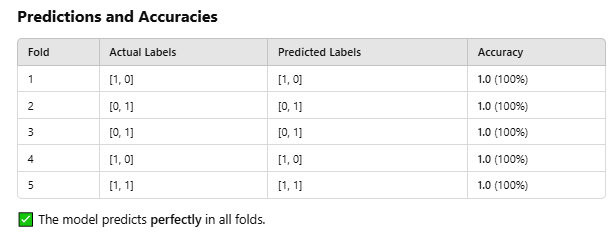 Predictions and Accuracies
Fold Actual Labels Predicted Labels Accuracy
1 [1, 0] [1, 0] 1.0 (100%)
2 [0, 1] [0, 1] 1.0 (100%)
3 [0, 1] [0, 1] 1.0 (100%)
4 [1, 0] [1, 0] 1.0 (100%)
5 [1, 1] [1, 1] 1.0 (100%)
✅ The model predicts perfectly in all folds.